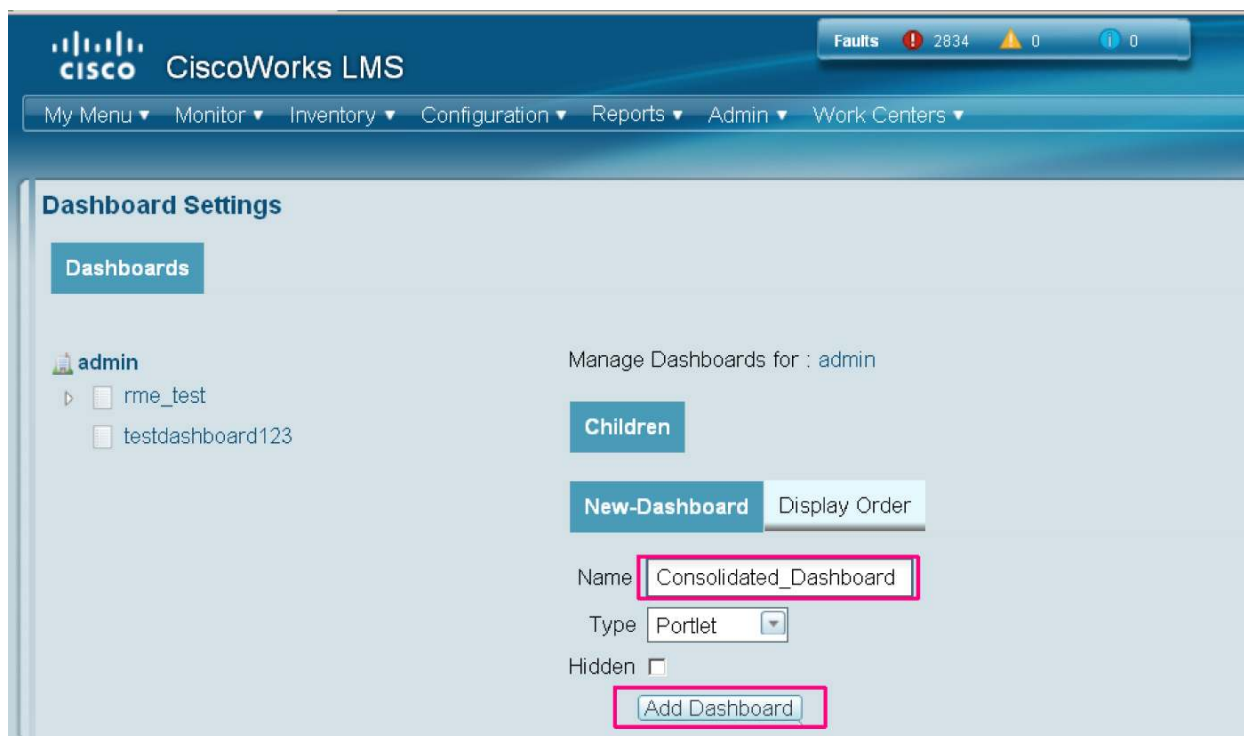 Faults 2834 0 0
CISCO CiscoWorks LMS
My Menu Monitor Inventory Configuration Reports Admin Work Centers
Dashboard Settings
Dashboards
admin
rme_test
testdashboard123
Manage Dashboards for : admin
Children
New-Dashboard Display Order
Name Consolidated_Dashboard
Type Portlet
Hidden
Add Dashboard